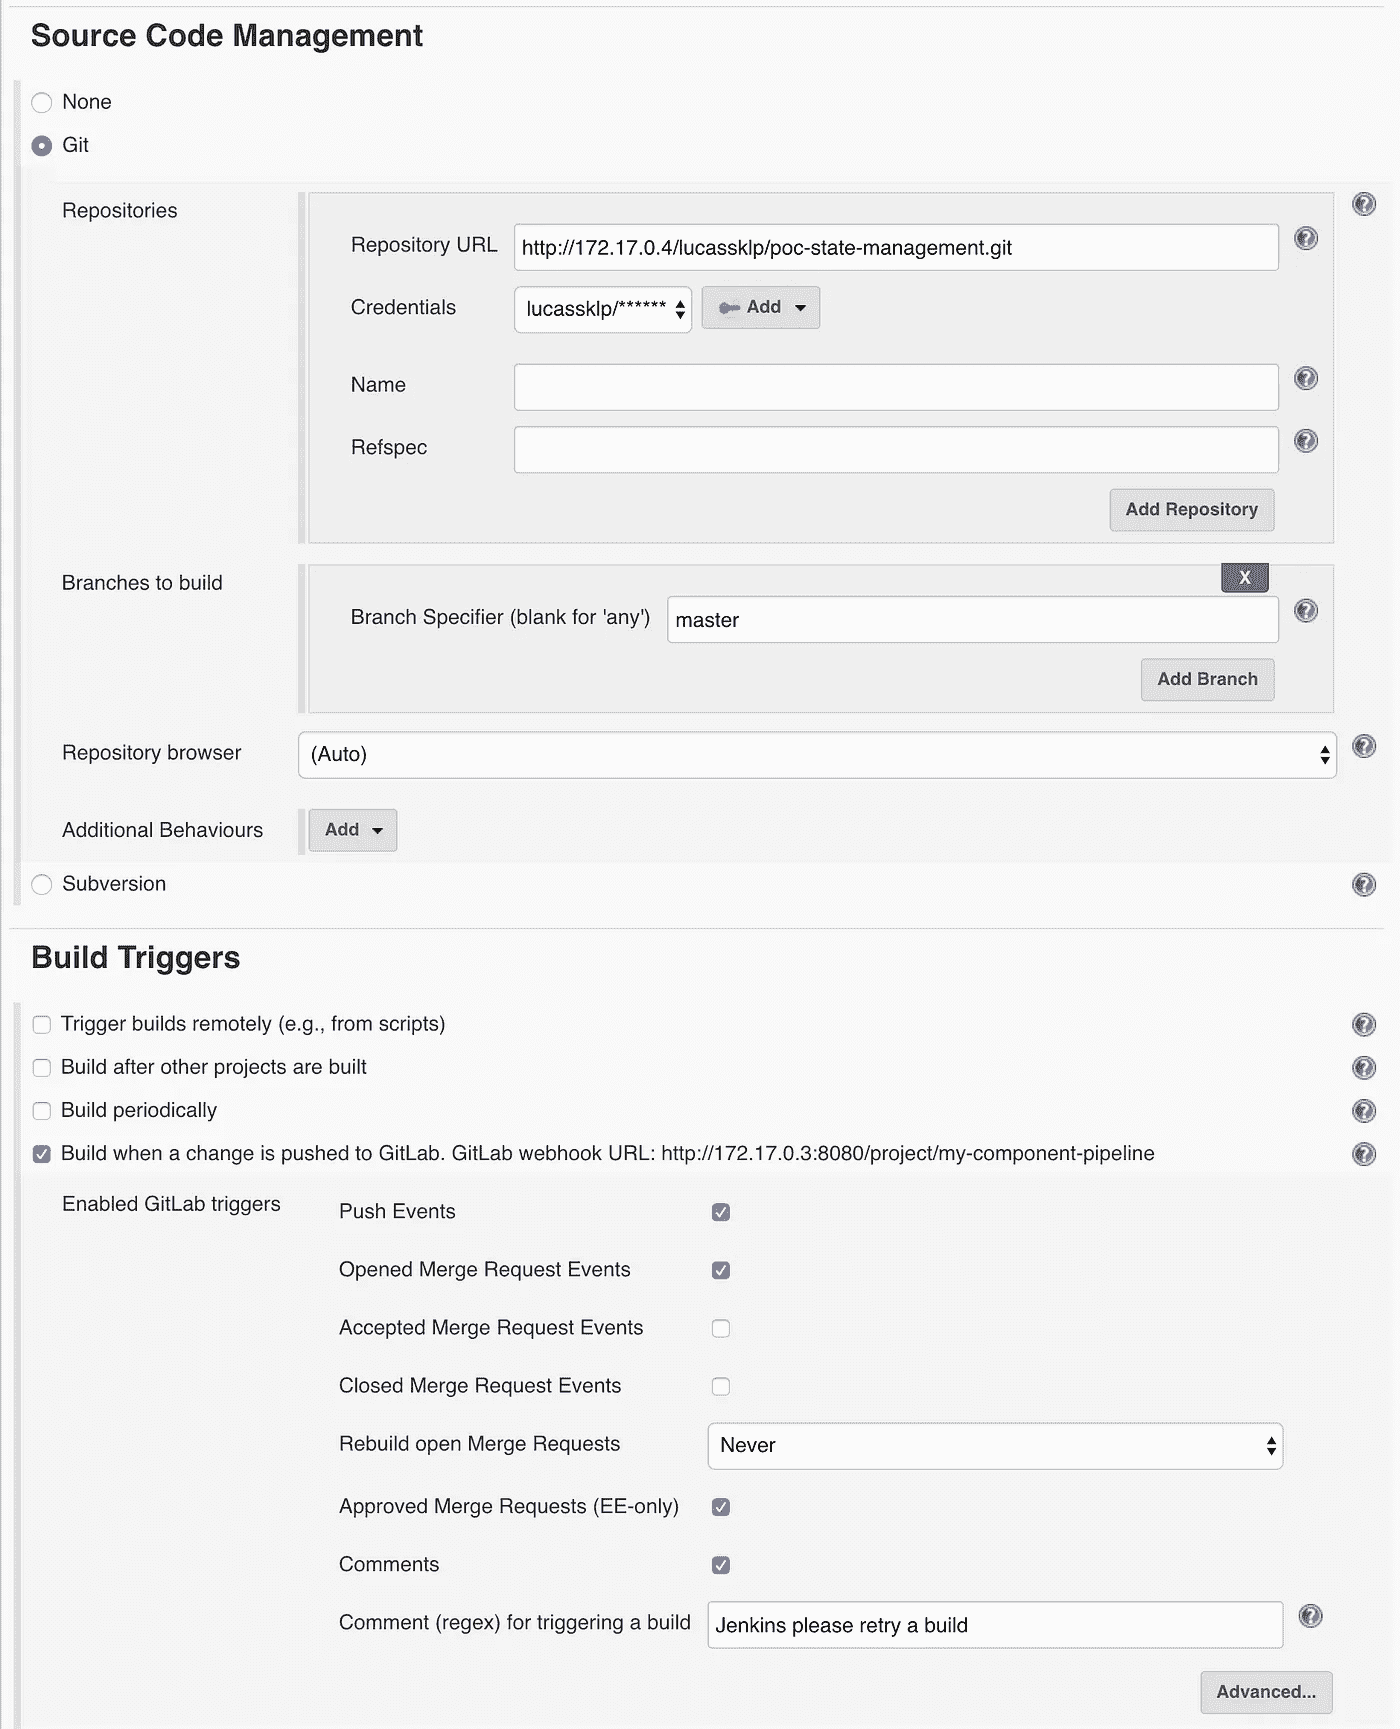 Source Code Management
None
Git
Repositories
Repository URL http://172.17.0.4/lucassklp/poc-state-management.git
Credentials lucassklp/****** Add
Name
Refspec
Add Repository
Branches to build
X
Branch Specifier (blank for 'any') master
Add Branch
Repository browser (Auto)
Additional Behaviours Add
Subversion
Build Triggers
Trigger builds remotely (e.g., from scripts)
Build after other projects are built
Build periodically
Build when a change is pushed to GitLab. GitLab webhook URL: http://172.17.0.3:8080/project/my-component-pipeline
Enabled GitLab triggers
Push Events
Opened Merge Request Events
Accepted Merge Request Events
Closed Merge Request Events
Rebuild open Merge Requests Never
Approved Merge Requests (EE-only)
Comments
Comment (regex) for triggering a build Jenkins please retry a build
Advanced...